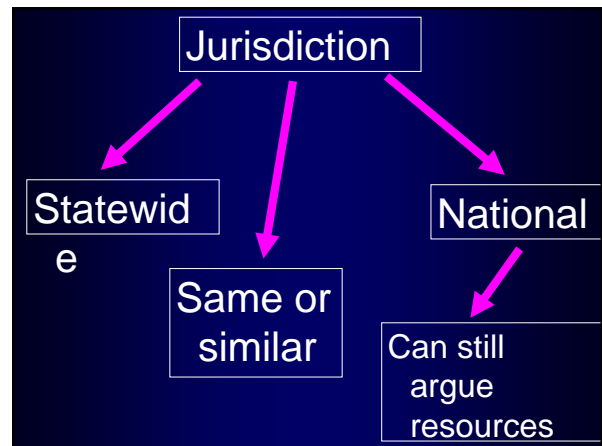 Jurisdiction
Statewid
e
National
Same or
similar
Can still
argue
resources